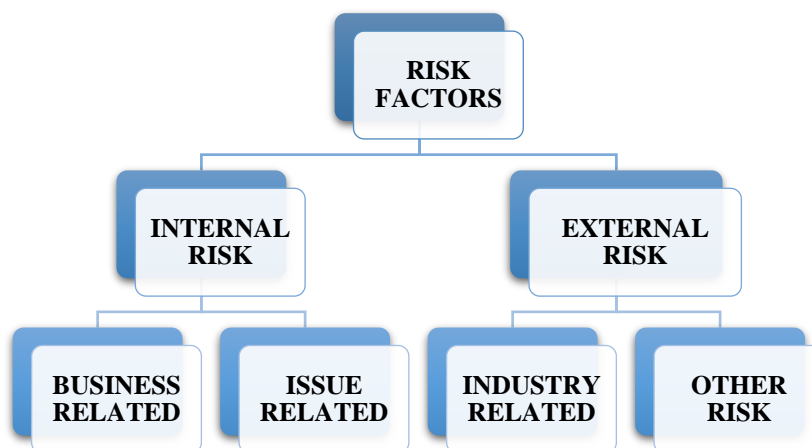 RISK
FACTORS
INTERNAL
RISK
EXTERNAL
RISK
BUSINESS
RELATED
ISSUE
RELATED
INDUSTRY
RELATED
OTHER
RISK